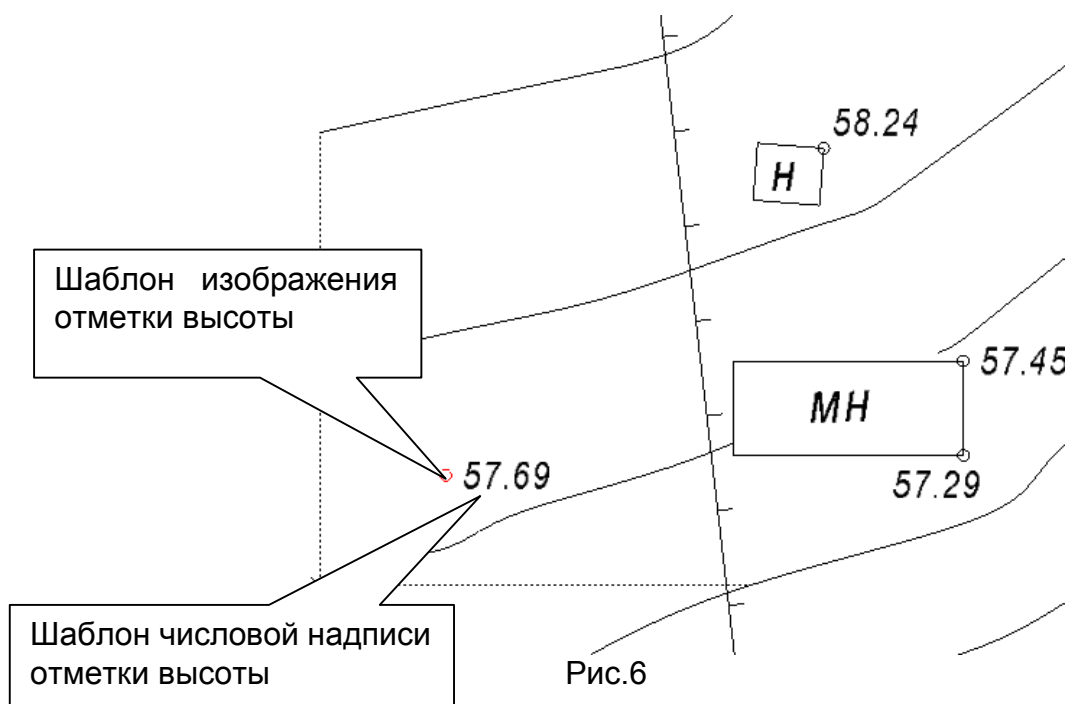 58.24
Н
Шаблон изображения
отметки высоты
57.45
МН
57.69
57.29
Шаблон числовой надписи
отметки высоты
Рис.6